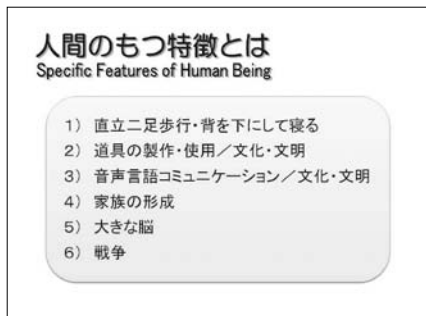 人間のもつ特徴とは
Specific Features of Human Being
1) 直立二足歩行・背を下にして寝る
2) 道具の製作・使用/文化・文明
3) 音声言語コミュニケーション/文化・文明
4) 家族の形成
5) 大きな脳
6) 戦争